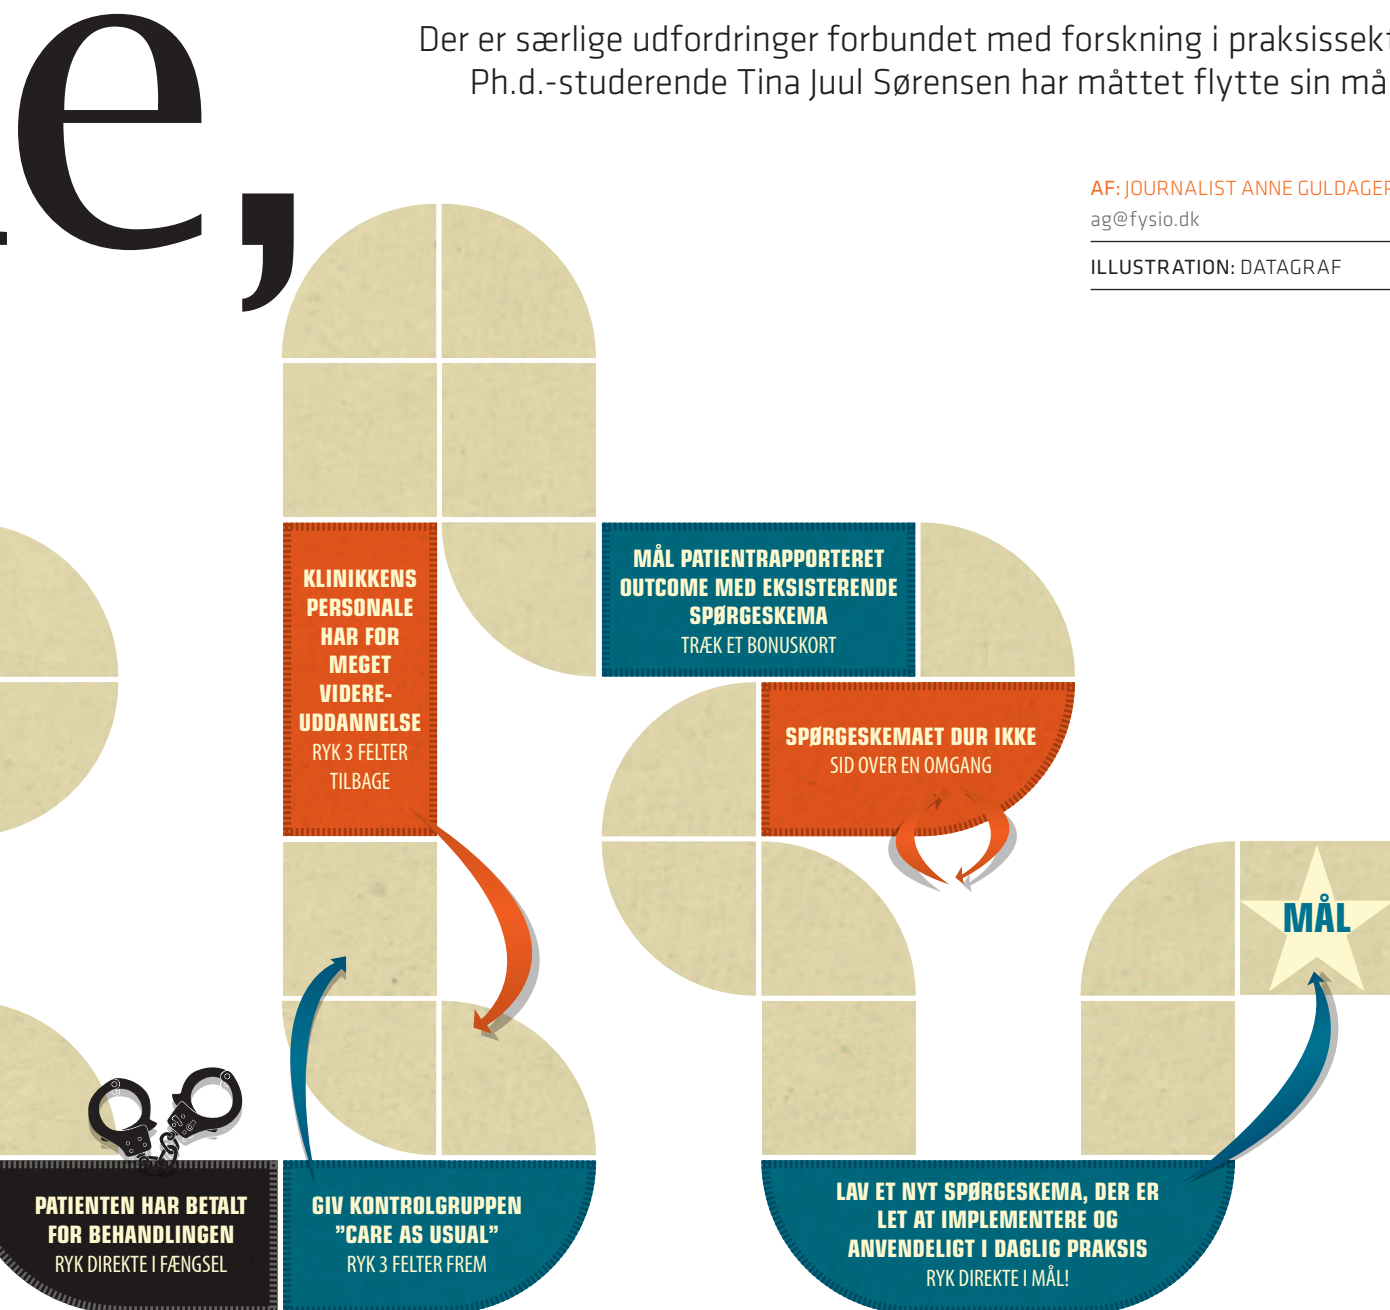 e,
Der er særlige udfordringer forbundet med forskning i
Ph.d.-studerende Tina Juul Sørensen har måttet flytte sin
AF: JOURNALIST ANNE
ag@fysio.dk
ILLUSTRATION: DATAGRAF
KLINIKKENS
PERSONALE
HAR FOR
MEGET
VIDERE-
UDDANNELSE
RYK 3 FELTER
TILBAGE
MÅL PATIENTRAPPORTERET
OUTCOME MED EKSISTERENDE
SPØRGESKEMA
TRÆK ET BONUSKORT
SPØRGESKEMAET DUR IKKE
SID OVER EN OMGANG
MÅL
PATIENTEN HAR BETALT
FOR BEHANDLINGEN
RYK DIREKTE I FÆNGSEL
GIV KONTROLGRUPPEN
”CARE AS USUAL”
RYK 3 FELTER FREM
LAV ET NYT SPØRGESKEMA, DER ER
LET AT IMPLEMENTERE OG
ANVENDELIGT I DAGLIG PRAKSIS
RYK DIREKTE I MÅL!